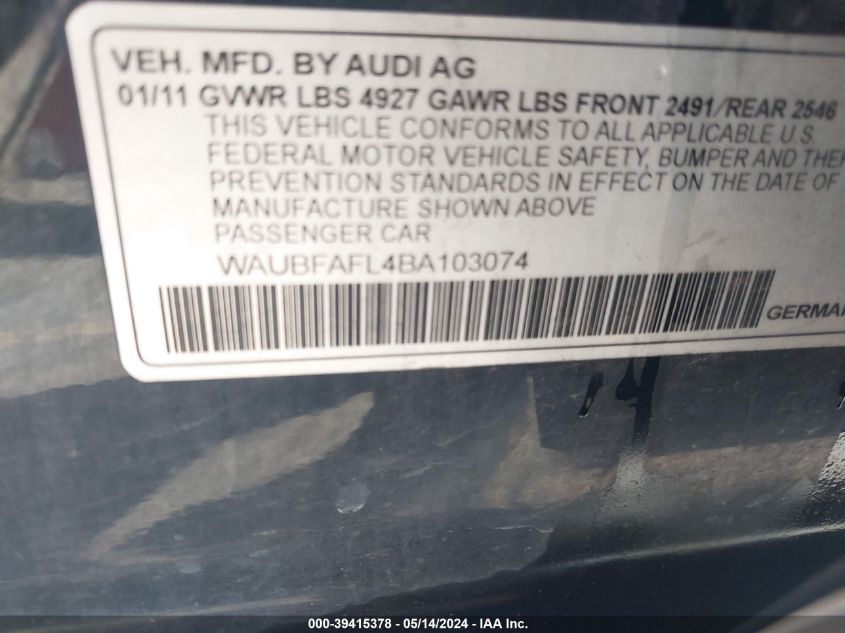 VEH. MFD. BY AUDI AG
01/11 GVWR LBS 4927 GAWR LBS FRONT 2491/REAR 2546
THIS VEHICLE CONFORMS TO ALL APPLICABLE U.S.
FEDERAL MOTOR VEHICLE SAFETY, BUMPER AND THEF
PREVENTION STANDARDS IN EFFECT ON THE DATE OF
MANUFACTURE SHOWN ABOVE
PASSENGER CAR
WAUBFAFL4BA103074
GERMAN
000-39415378 - 05/14/2024 - IAA Inc.